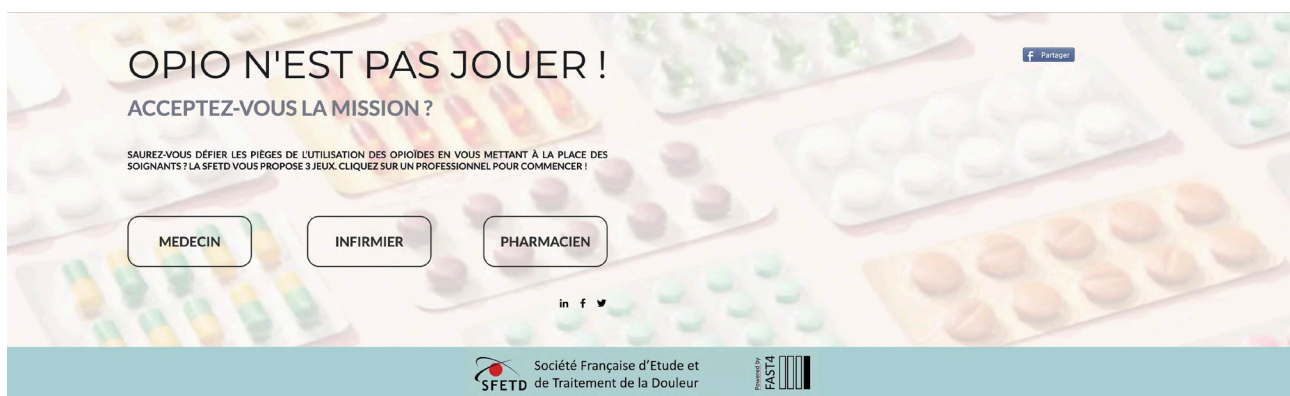 OPIO N'EST PAS JOUER !
Partager
ACCEPTEZ-VOUS LA MISSION ?
SAUREZ-VOUS DÉFIER LES PIÈGES DE L'UTILISATION DES OPIOÏDES EN VOUS METTANT À LA PLACE DES
SOIGNANTS ? LA SFETD VOUS PROPOSE 3 JEUX. CLIQUEZ SUR UN PROFESSIONNEL POUR COMMENCER !
MEDECIN
INFIRMIER
PHARMACIEN
SFETD
Société Française d'Etude et
de Traitement de la Douleur
Powered by
FAST4